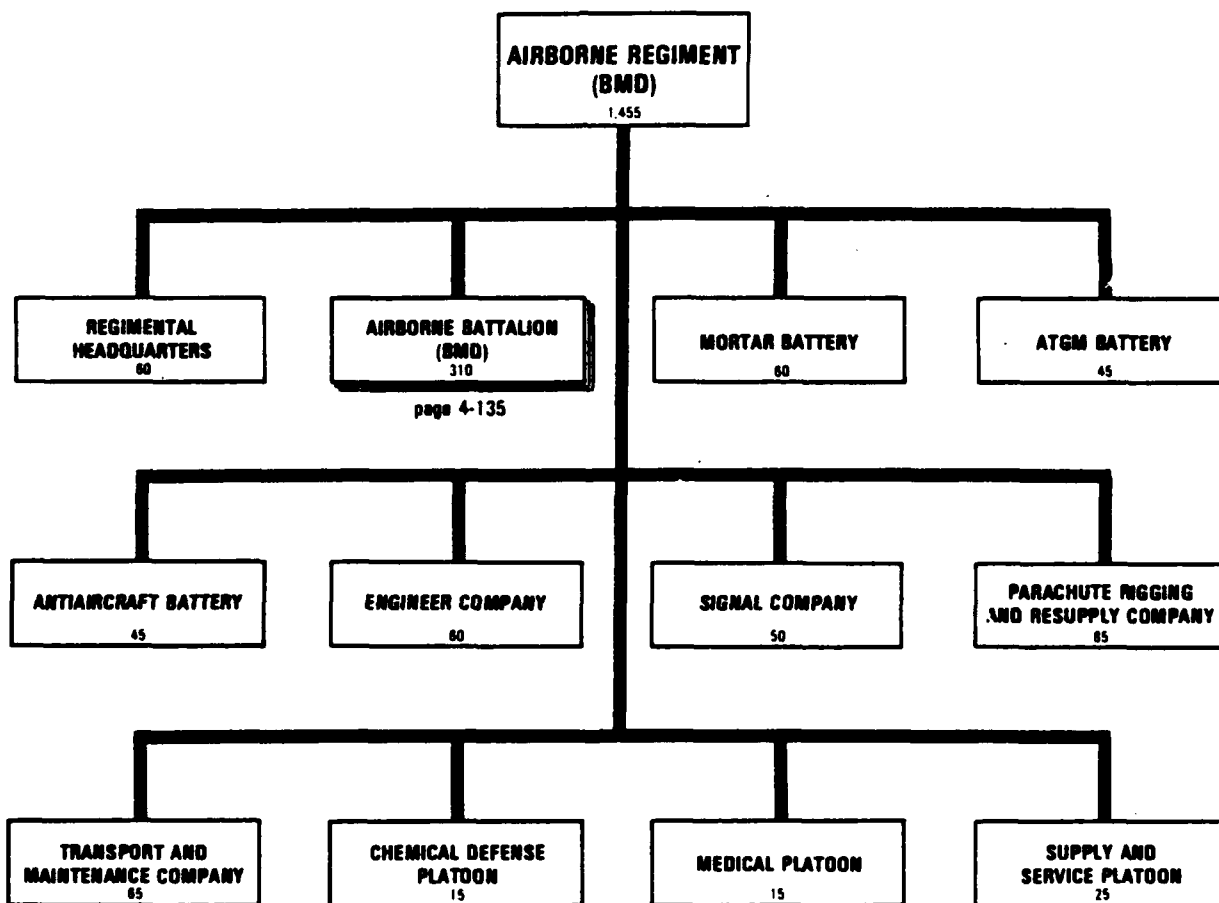 AIRBORNE REGIMENT
(BMD)
1,455
REGIMENTAL
HEADQUARTERS
60
AIRBORNE BATTALION
(BMD)
310
page 4-135
MORTAR BATTERY
60
ATGM BATTERY
45
ANTIAIRCRAFT BATTERY
45
ENGINEER COMPANY
60
SIGNAL COMPANY
50
PARACHUTE RIGGING
AND RESUPPLY COMPANY
85
TRANSPORT AND
MAINTENANCE COMPANY
65
CHEMICAL DEFENSE
PLATOON
15
MEDICAL PLATOON
15
SUPPLY AND
SERVICE PLATOON
25